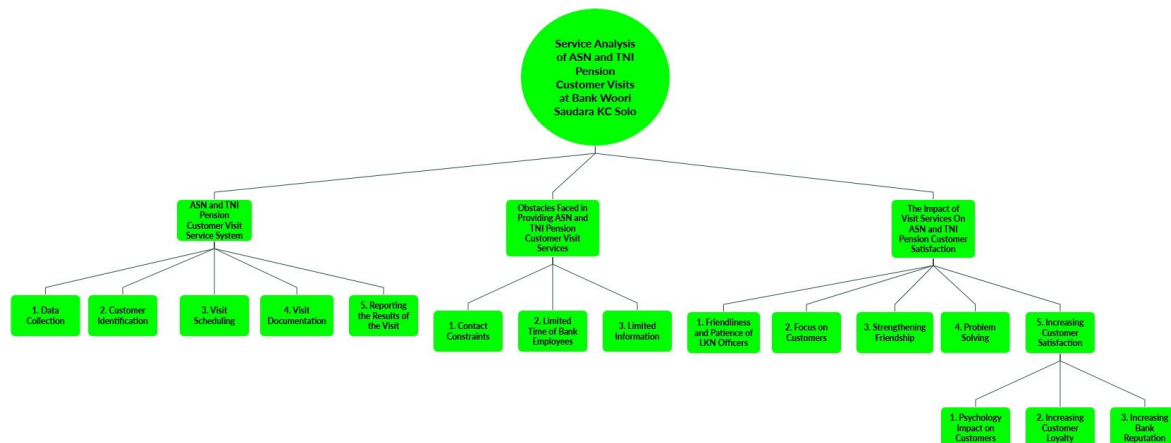 Service Analysis
of ASN and TNI
Pension
Customer Visits
at Bank Woori
Saudara KC Solo
ASN and TNI
Pension
Customer Visit
Service System
Obstacles Faced in
Providing ASN and
TNI Pension
Customer Visit
Services
The Impact of
Visit Services On
ASN and TNI
Pension Customer
Satisfaction
1. Data
Collection
2. Customer
Identification
3. Visit
Scheduling
4. Visit
Documentation
5. Reporting
the Results of
the Visit
1. Contact
Constraints
2. Limited
Time of Bank
Employees
3. Limited
Information
1. Friendliness
and Patience of
LKN Officers
2. Focus on
Customers
3. Strengthening
Friendship
4. Problem
Solving
5. Increasing
Customer
Satisfaction
1. Psychology
Impact on
Customers
2. Increasing
Customer
Loyalty
3. Increasing
Bank
Reputation